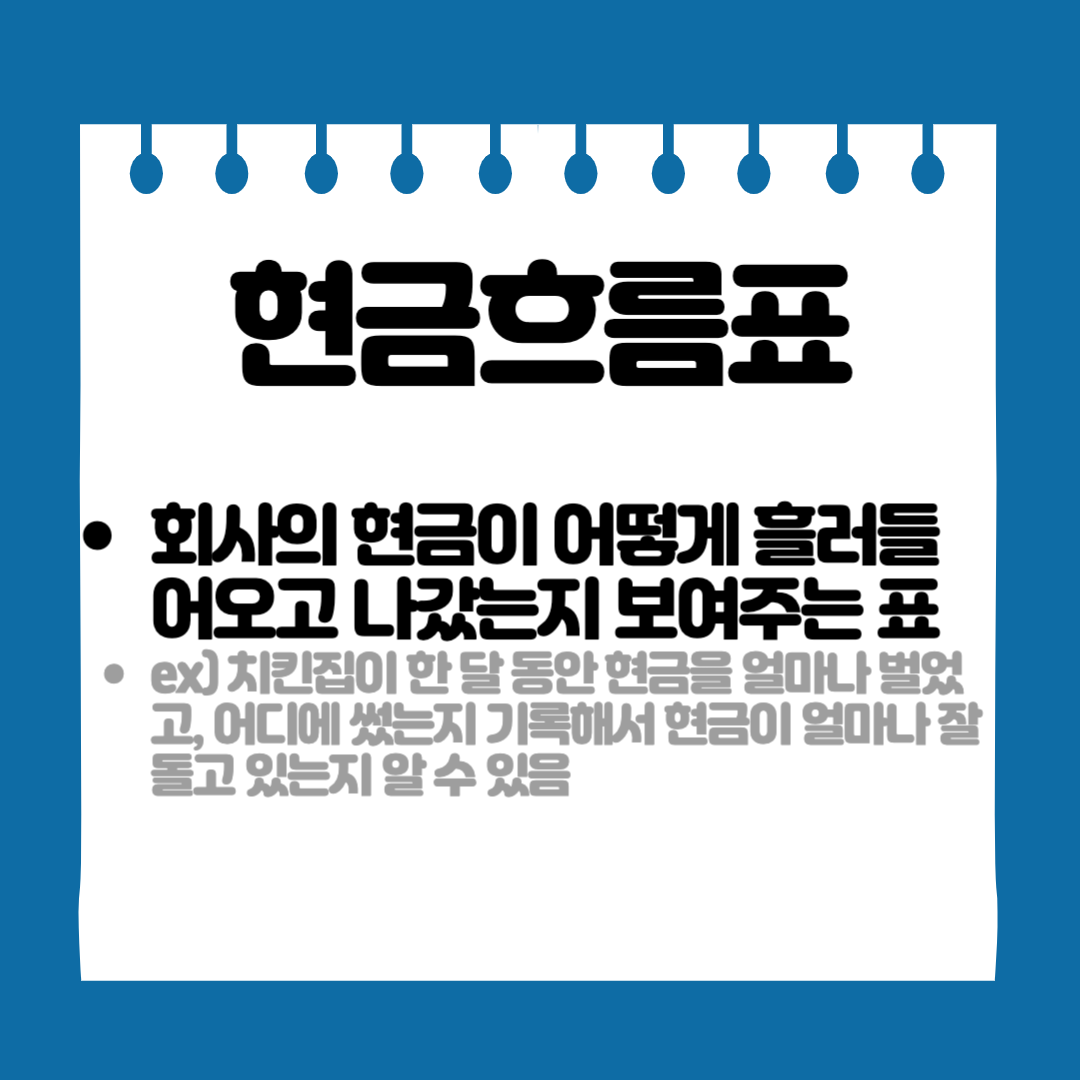 현금흐름표
• 회사의 현금이 어떻게 흘러들
어오고 나갔는지 보여주는 표
• ex) 치킨집이 한 달 동안 현금을 얼마나 벌었
고, 어디에 썼는지 기록해서 현금이 얼마나 잘
돌고 있는지 알 수 있음